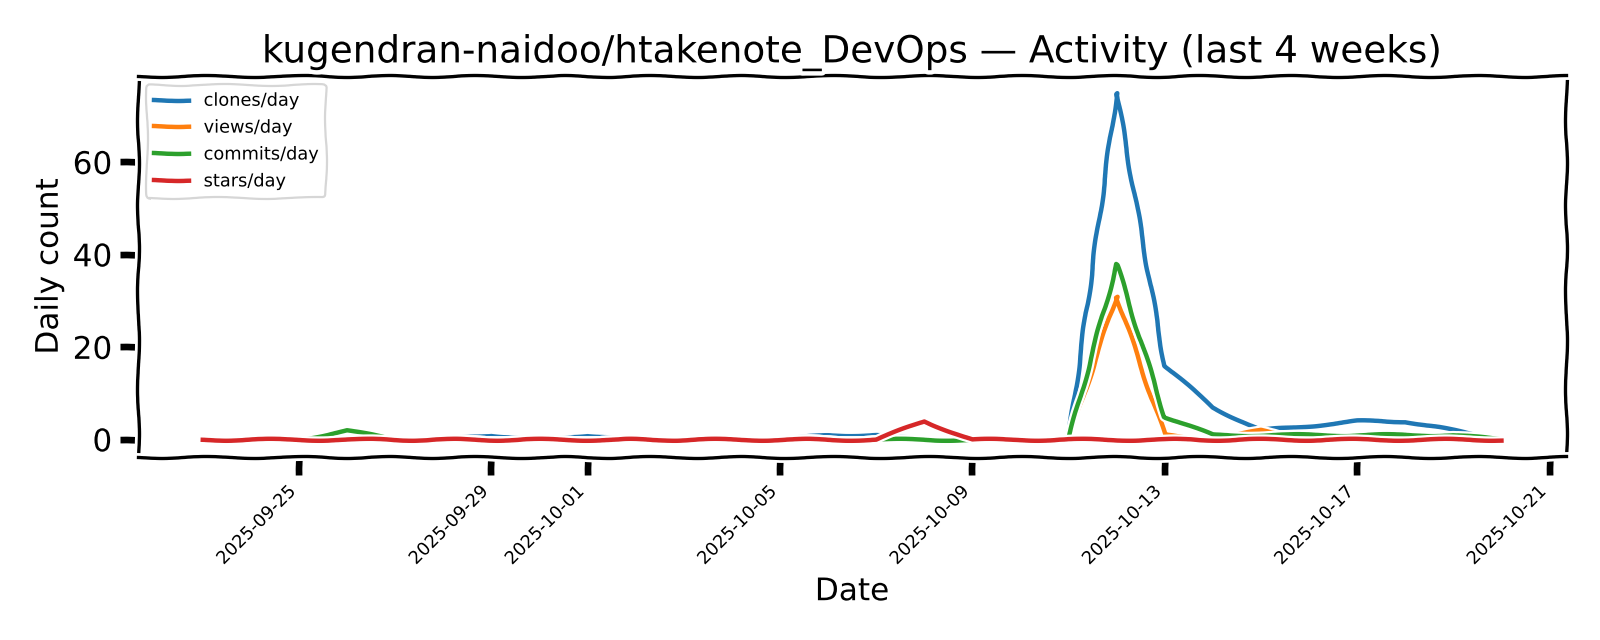 kugendran-naidoo/htakenote_DevOps — Activity (last 4 weeks)
clones/day
views/day
commits/day
stars/day
Daily count
60
40
20
0
2025-09-25
2025-09-29
2025-10-01
2025-10-05
2025-10-09
2025-10-13
2025-10-17
2025-10-21
Date